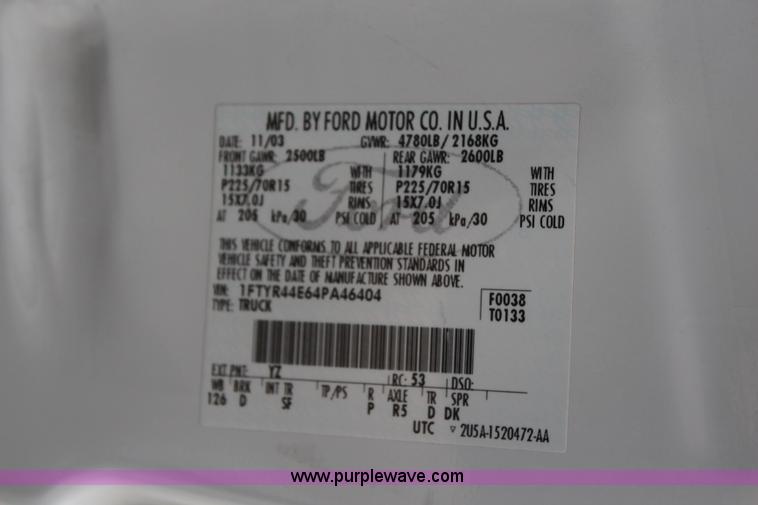 MFD. BY FORD MOTOR CO. IN U.S.A.
DATE: 11/03 GVWR: 4780LB/ 2168KG
FRONT GAWR: 2500LB REAR GAWR: 2600LB
1133KG WITH 1179KG WITH
P225/70R15 TIRES P225/70R15 TIRES
15X7.0J RIMS 15X7.0J RIMS
AT 205 kPa/30 PSI COLD AT 205 kPa/30 PSI COLD
Ford
THIS VEHICLE CONFORMS TO ALL APPLICABLE FEDERAL MOTOR
VEHICLE SAFETY AND THEFT PREVENTION STANDARDS IN
EFFECT ON THE DATE OF MANUFACTURE SHOWN ABOVE.
VIN: 1FTYR44E64PA46404
TYPE: TRUCK
F0038
T0133
EXT PNT: YZ RC: 53 DSO:
WB BRK INT TR TP/PS R AXLE TR SPR
126 D SF P R5 D DK
UTC ▽ 2U5A-1520472-AA
www.purplewave.com